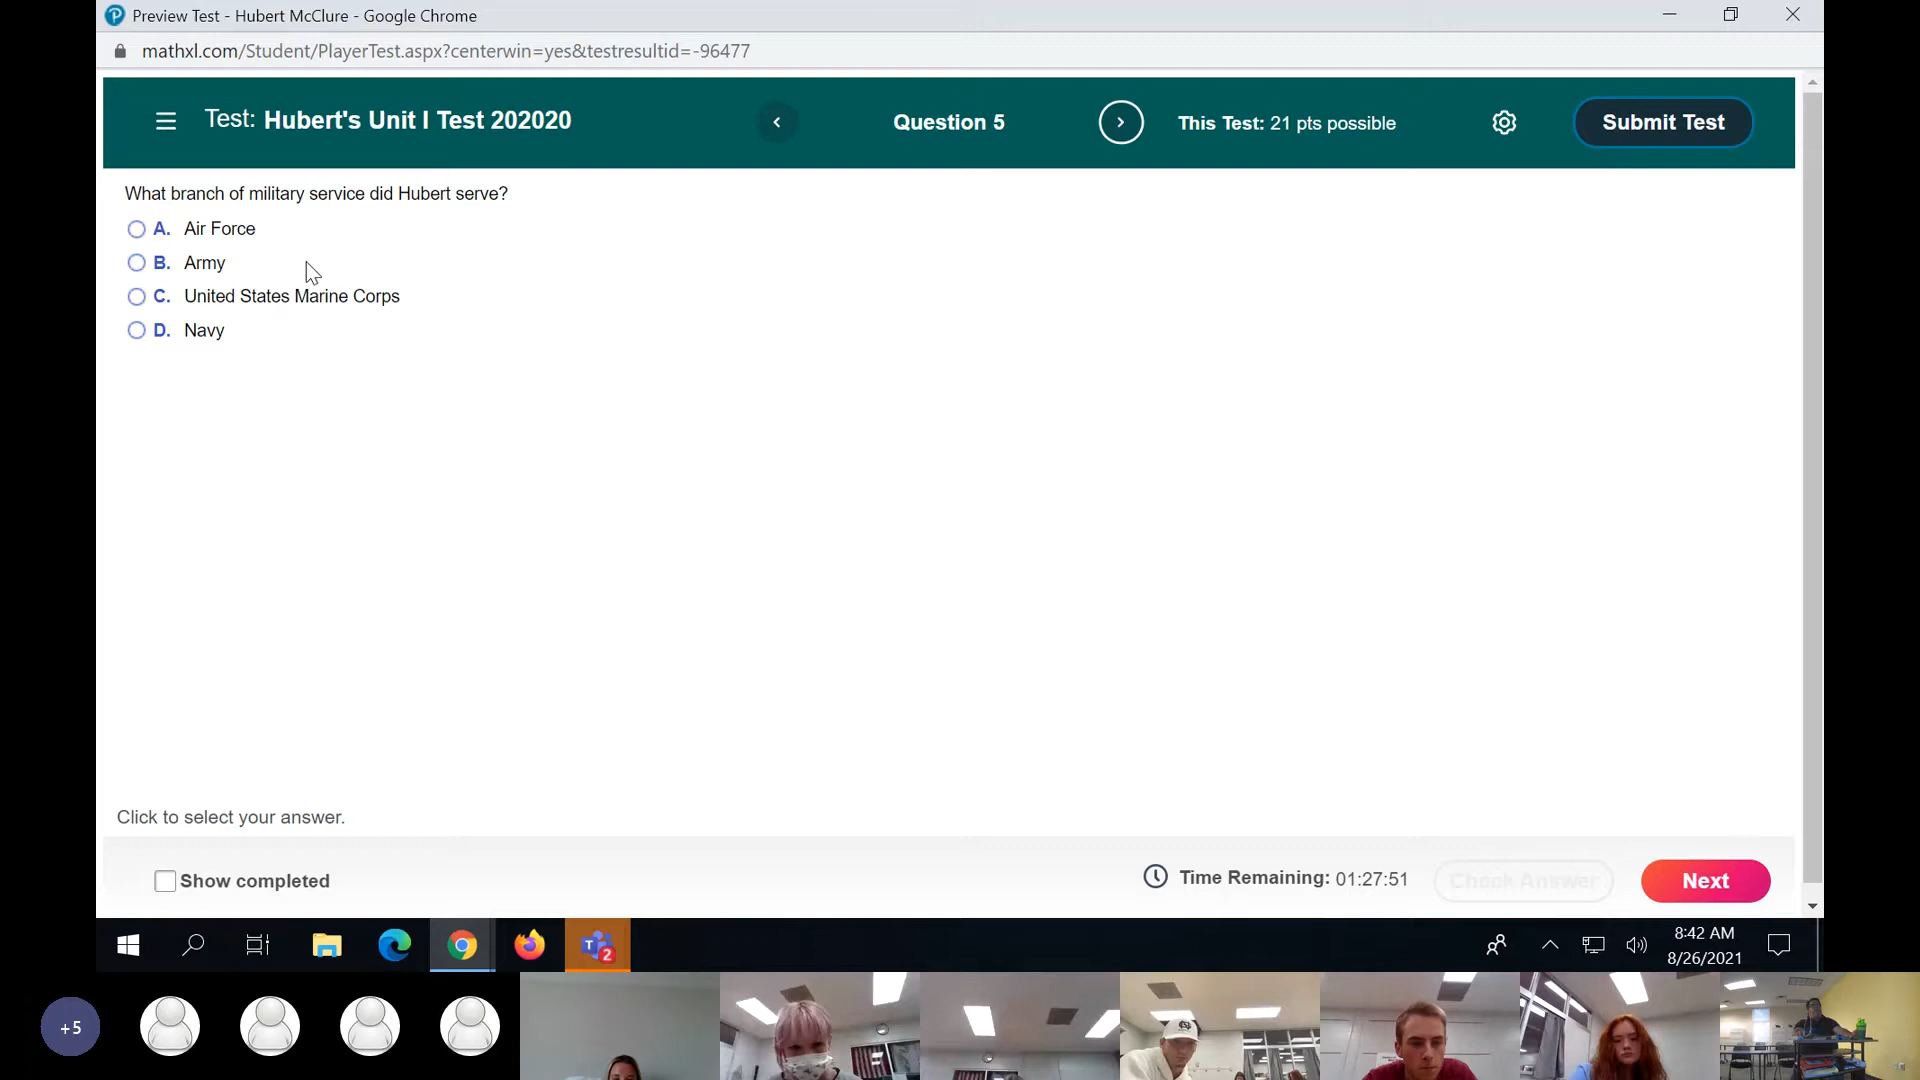 Preview Test - Hubert McClure - Google Chrome
mathxl.com/Student/PlayerTest.aspx?centerwin=yes&testresultid=-96477
Test: Hubert's Unit I Test 202020
Question 5
This Test: 21 pts possible
Submit Test
What branch of military service did Hubert serve?
A. Air Force
B. Army
C. United States Marine Corps
D. Navy
Click to select your answer.
Show completed
Time Remaining: 01:27:51
Check Answer
Next
T 2
8:42 AM
8/26/2021
+5